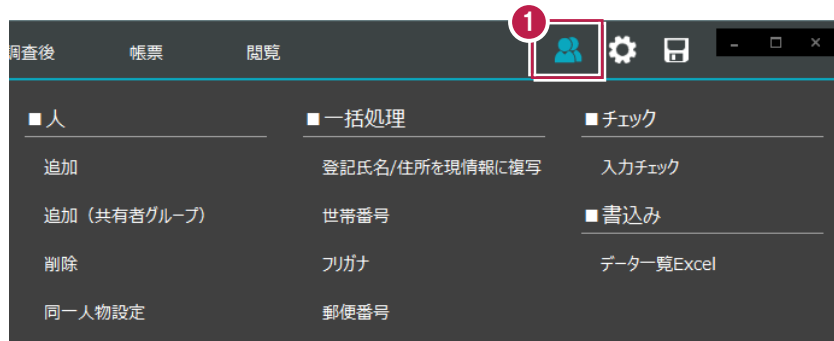 1
調査後 帳票 閲覧
■人
追加
追加（共有者グループ）
削除
同一人物設定
■一括処理
登記氏名/住所を現情報に複写
世帯番号
フリガナ
郵便番号
■チェック
入力チェック
■書込み
データ一覧Excel